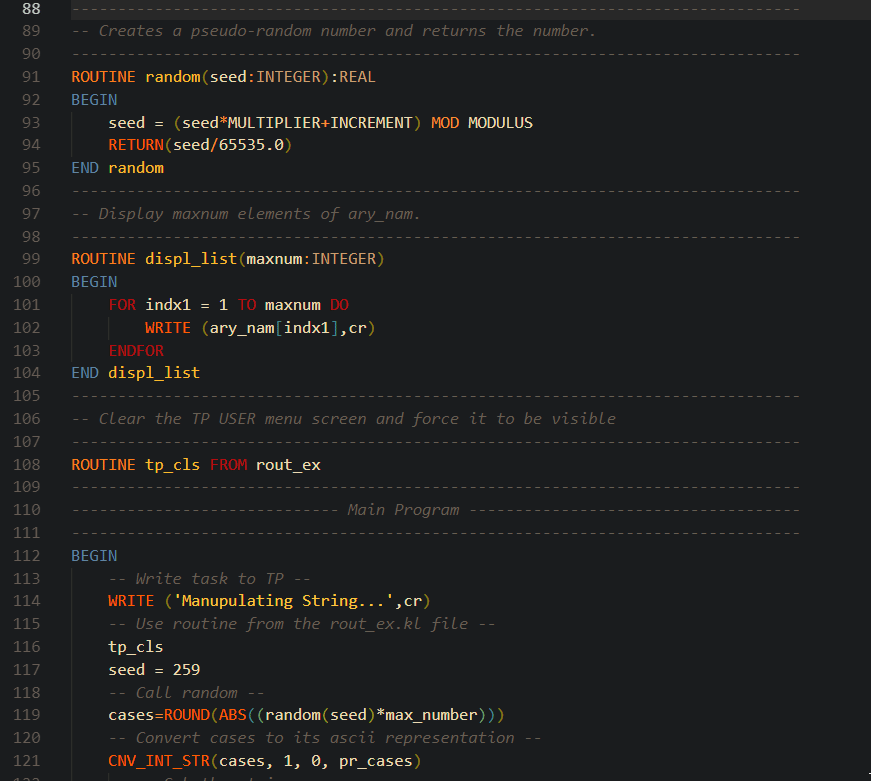 88 -------------------------------------------------------------------------------
89 -- Creates a pseudo-random number and returns the number.
90 -------------------------------------------------------------------------------
91 ROUTINE random(seed:INTEGER):REAL
92 BEGIN
93     seed = (seed*MULTIPLIER+INCREMENT) MOD MODULUS
94     RETURN(seed/65535.0)
95 END random
96 -------------------------------------------------------------------------------
97 -- Display maxnum elements of ary_nam.
98 -------------------------------------------------------------------------------
99 ROUTINE displ_list(maxnum:INTEGER)
100 BEGIN
101     FOR indx1 = 1 TO maxnum DO
102         WRITE (ary_nam[indx1],cr)
103     ENDFOR
104 END displ_list
105 -------------------------------------------------------------------------------
106 -- Clear the TP USER menu screen and force it to be visible
107 -------------------------------------------------------------------------------
108 ROUTINE tp_cls FROM rout_ex
109 -------------------------------------------------------------------------------
110 ----------------------------- Main Program ------------------------------------
111 -------------------------------------------------------------------------------
112 BEGIN
113     -- Write task to TP --
114     WRITE ('Manupulating String...',cr)
115     -- Use routine from the rout_ex.kl file --
116     tp_cls
117     seed = 259
118     -- Call random --
119     cases=ROUND(ABS((random(seed)*max_number)))
120     -- Convert cases to its ascii representation --
121     CNV_INT_STR(cases, 1, 0, pr_cases)